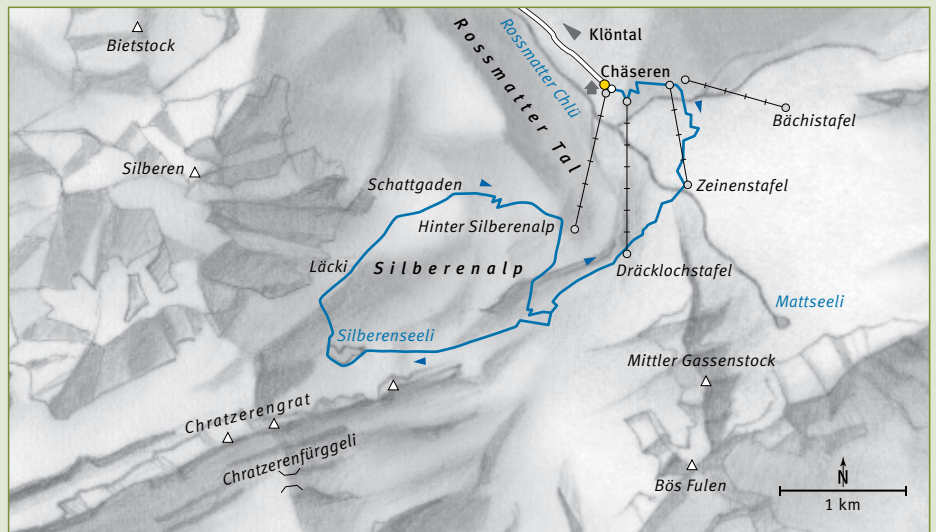 Bietstock
Klöntal
Chäseren
Rossmatter Chlü
Rossmatter Tal
Bächistafel
Silberen
Schattgaden
Zeinenstafel
Hinter Silberenalp
Läcki
Silberenalp
Dräcklochstafel
Mattseeli
Silberenseeli
Mittler Gassenstock
Chratzerengrat
Chratzerenfürggeli
Bös Fulen
N
1 km